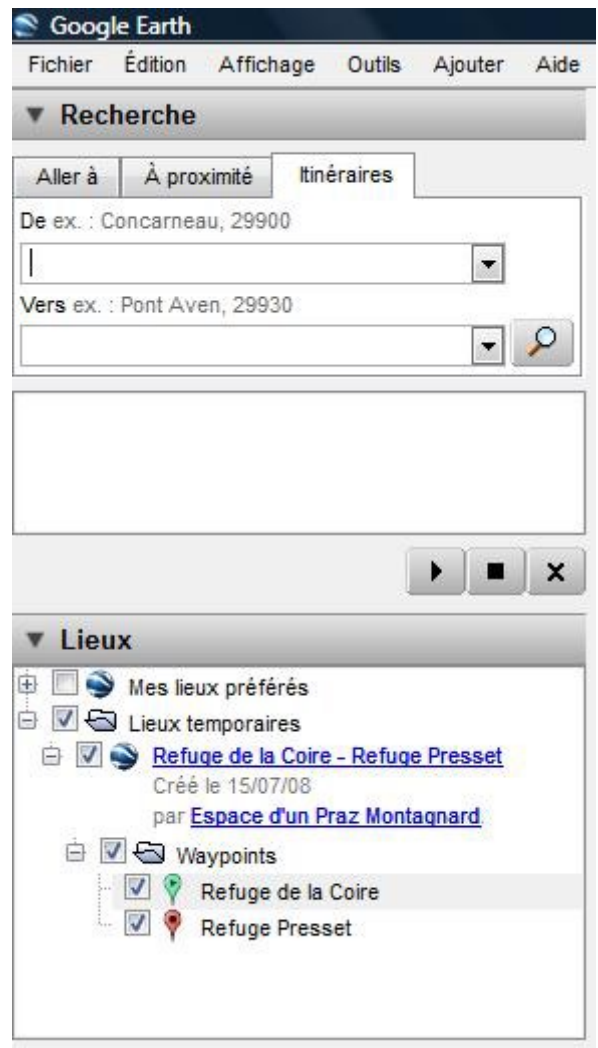 Google Earth
Fichier Édition Affichage Outils Ajouter Aide
Recherche
Aller à À proximité Itinéraires
De ex. : Concarneau, 29900
Vers ex. : Pont Aven, 29930
Lieux
Mes lieux préférés
Lieux temporaires
Refuge de la Coire - Refuge Presset
Créé le 15/07/08
par Espace d'un Praz Montagnard
Waypoints
Refuge de la Coire
Refuge Presset